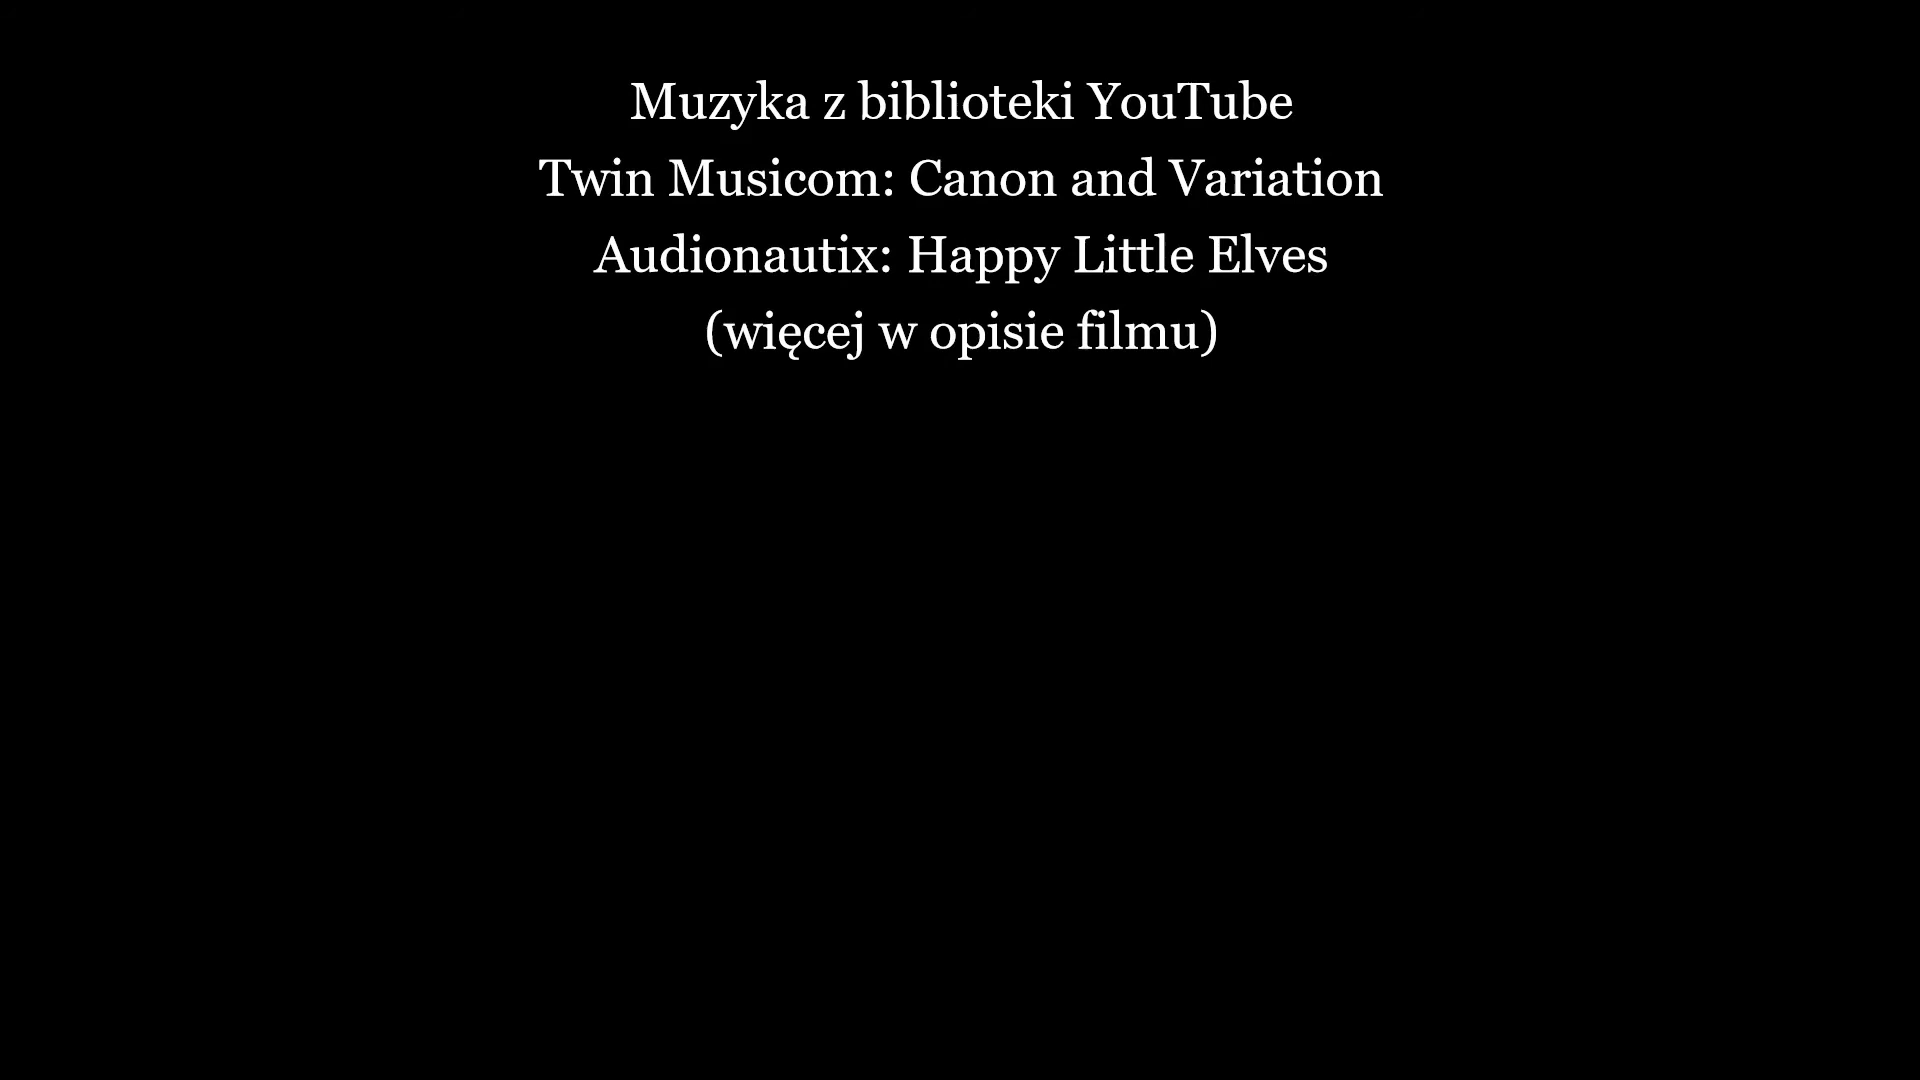 Muzyka z biblioteki YouTube
Twin Musicom: Canon and Variation
Audionautix: Happy Little Elves
(więcej w opisie filmu)